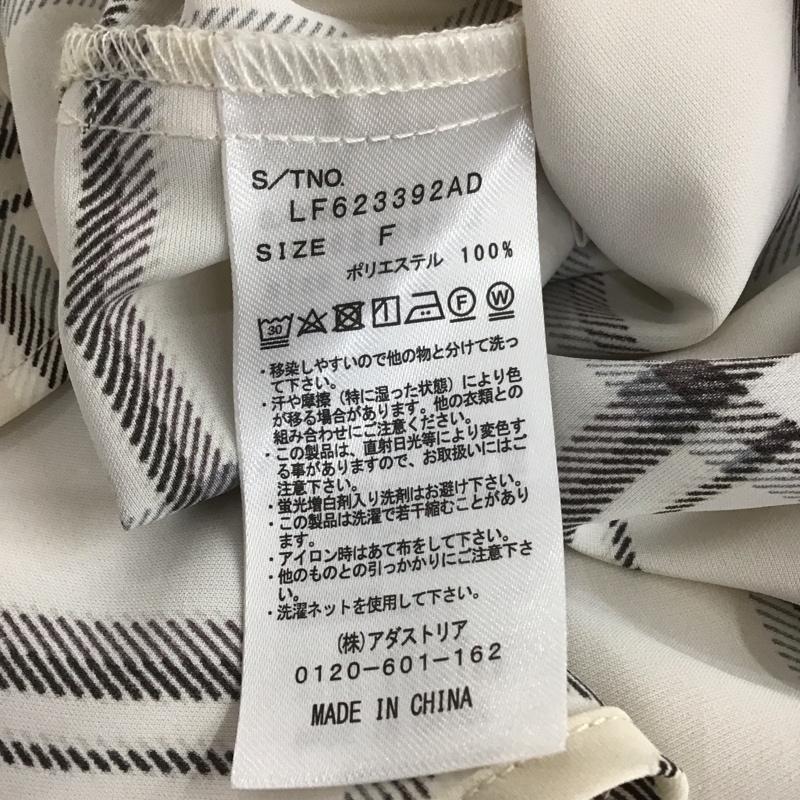 S/TNO.
LF623392AD
SIZE F
ポリエステル 100%
30 F W
・移染しやすいので他の物と分けて洗っ
て下さい。
・汗や摩擦（特に湿った状態）により色
が移る場合があります。他の衣類との
組み合わせにご注意ください。
・この製品は、直射日光等により変色す
る事がありますので、お取扱いにはご
注意下さい。
・蛍光増白剤入り洗剤はお避け下さい。
・この製品は洗濯で若干縮むことがあり
ます。
・アイロン時はあて布をして下さい。
・他のものとの引っかかりにご注意下さ
い。
・洗濯ネットを使用して下さい。
(株)アダストリア
0120-601-162
MADE IN CHINA